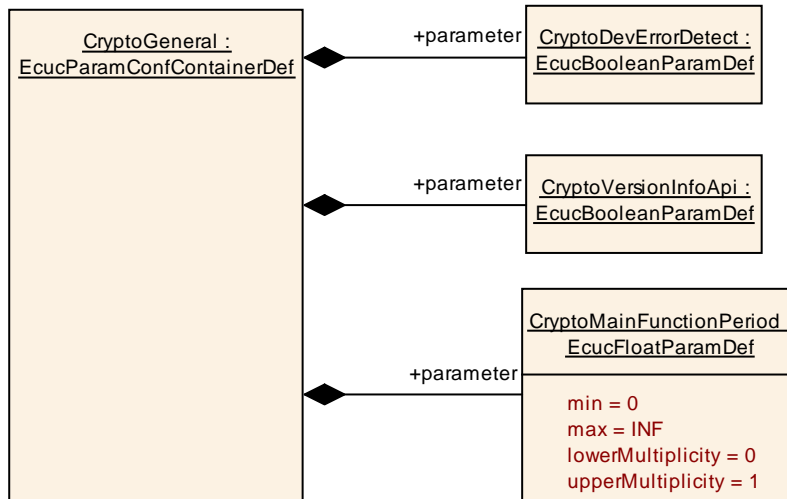 CryptoGeneral :
EcucParamConfContainerDef
+parameter
CryptoDevErrorDetect :
EcucBooleanParamDef
+parameter
CryptoVersionInfoApi :
EcucBooleanParamDef
+parameter
CryptoMainFunctionPeriod
EcucFloatParamDef
min = 0
max = INF
lowerMultiplicity = 0
upperMultiplicity = 1